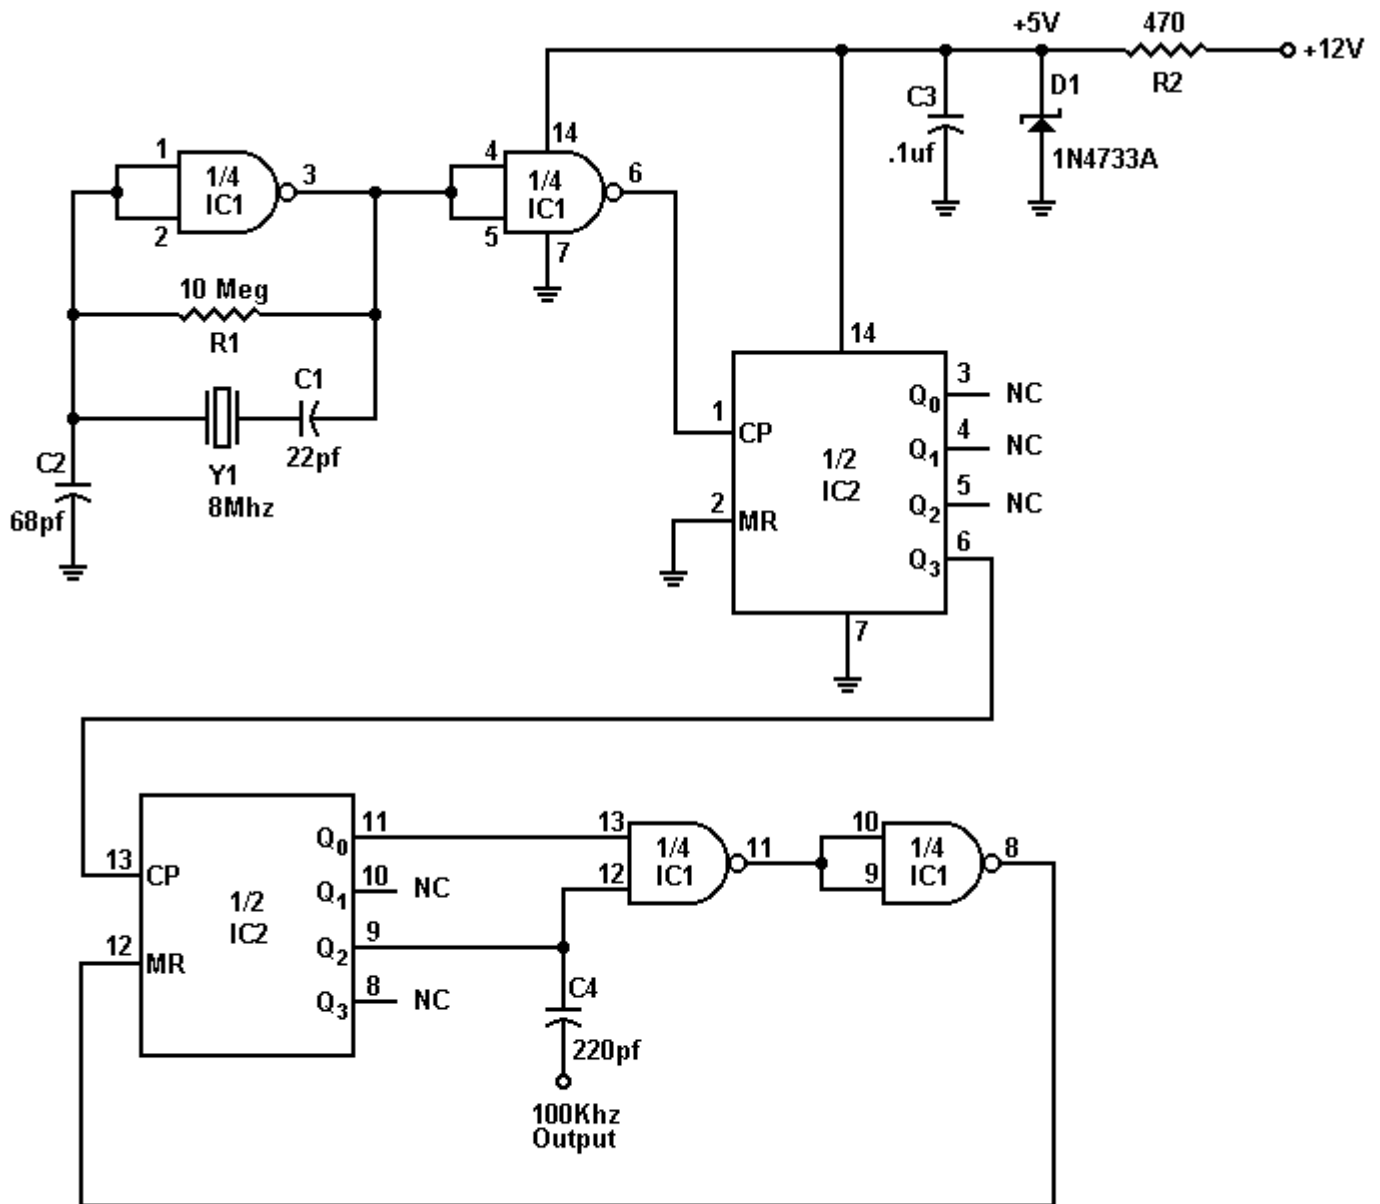 +5V
470
+12V
R2
C3
.1uf
D1
1N4733A
1
2
1/4
IC1
3
4
5
14
1/4
IC1
6
7
10 Meg
R1
C1
22pf
Y1
8Mhz
C2
68pf
14
1
CP
2
MR
1/2
IC2
Q0
3
NC
Q1
4
NC
Q2
5
NC
Q3
6
7
13
CP
12
MR
1/2
IC2
Q0
11
Q1
10
NC
Q2
9
Q3
8
NC
13
12
1/4
IC1
11
10
9
1/4
IC1
8
C4
220pf
100Khz
Output